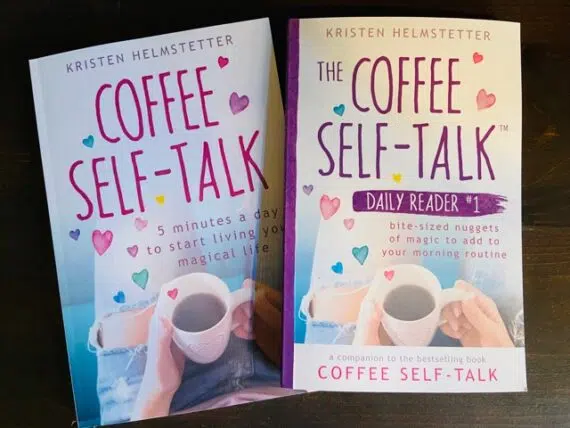 KRISTEN HELMSTETTER
COFFEE
SELF-TALK
5 minutes a day
to start living your
magical life
KRISTEN HELMSTETTER
THE COFFEE
SELF-TALK™
DAILY READER #1
bite-sized nuggets
of magic to add to
your morning routine
a companion to the bestselling book
COFFEE SELF-TALK